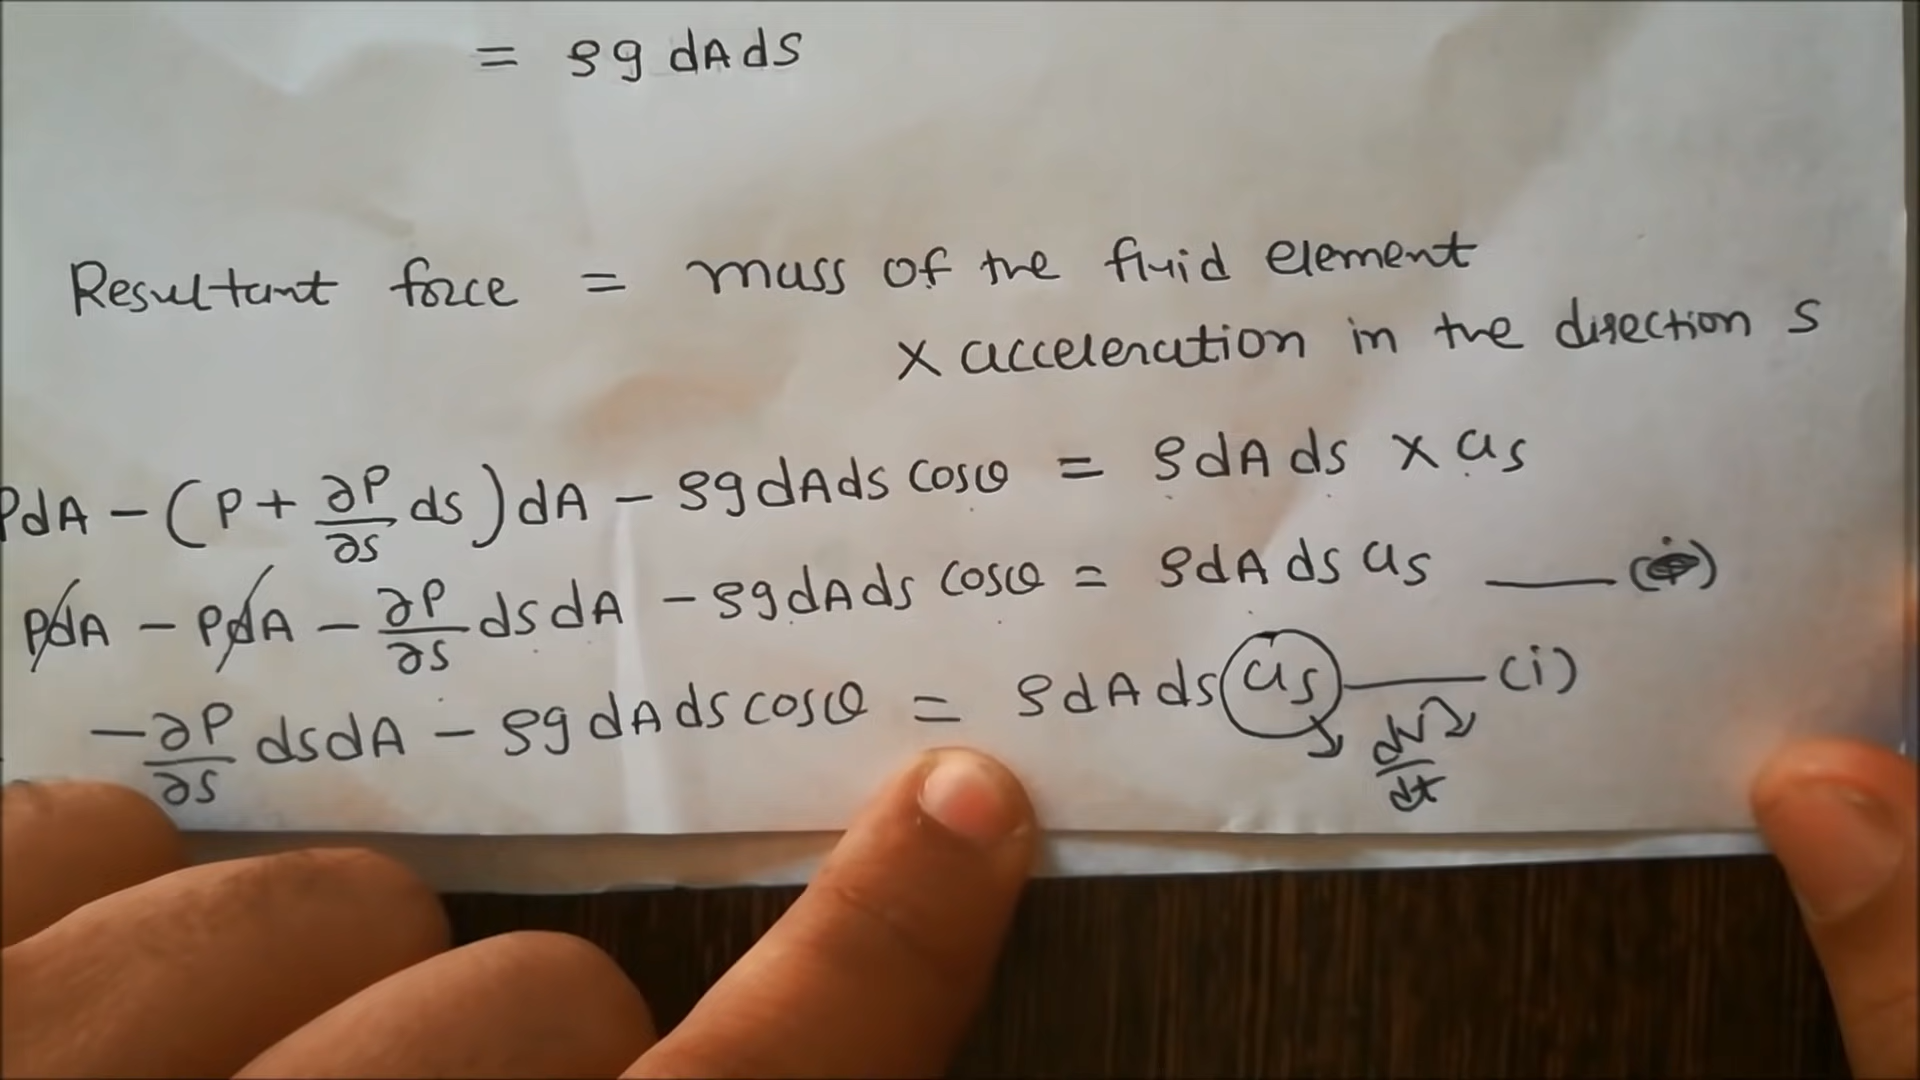 = ρg dA ds
Resultant force = mass of the fluid element
× acceleration in the direction s
PdA - (P + ∂P/∂s ds) dA - ρg dA ds cosθ = ρ dA ds × as
PdA - PdA - ∂P/∂s ds dA - ρg dA ds cosθ = ρ dA ds as
-∂P/∂s ds dA - ρg dA ds cosθ = ρ dA ds as — (i)
dv/dt